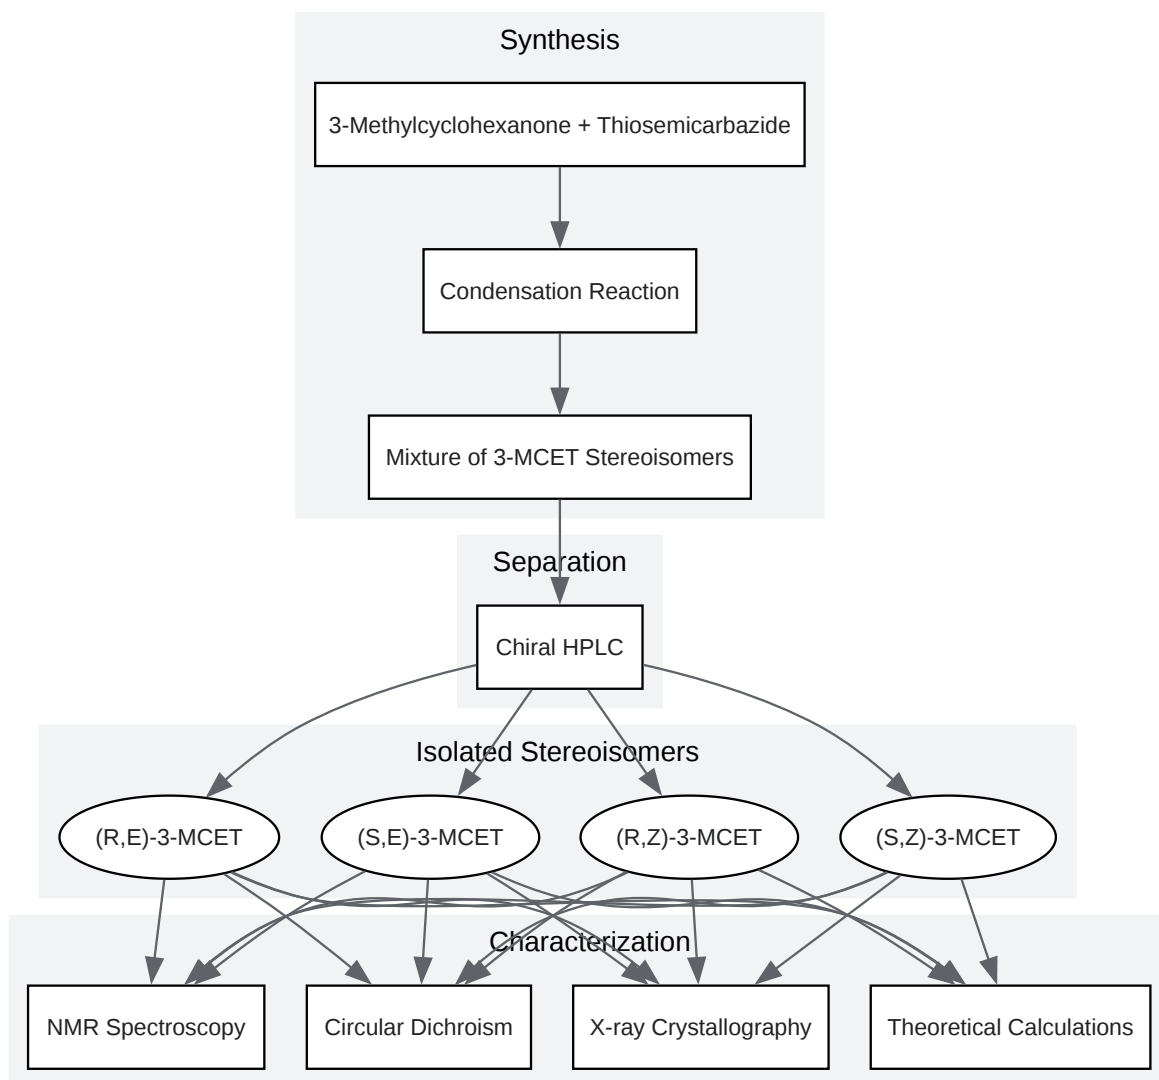 Synthesis
3-Methylcyclohexanone + Thiosemicarbazide
Condensation Reaction
Mixture of 3-MCET Stereoisomers
Separation
Chiral HPLC
Isolated Stereoisomers
(R,E)-3-MCET
(S,E)-3-MCET
(R,Z)-3-MCET
(S,Z)-3-MCET
Characterization
NMR Spectroscopy
Circular Dichroism
X-ray Crystallography
Theoretical Calculations